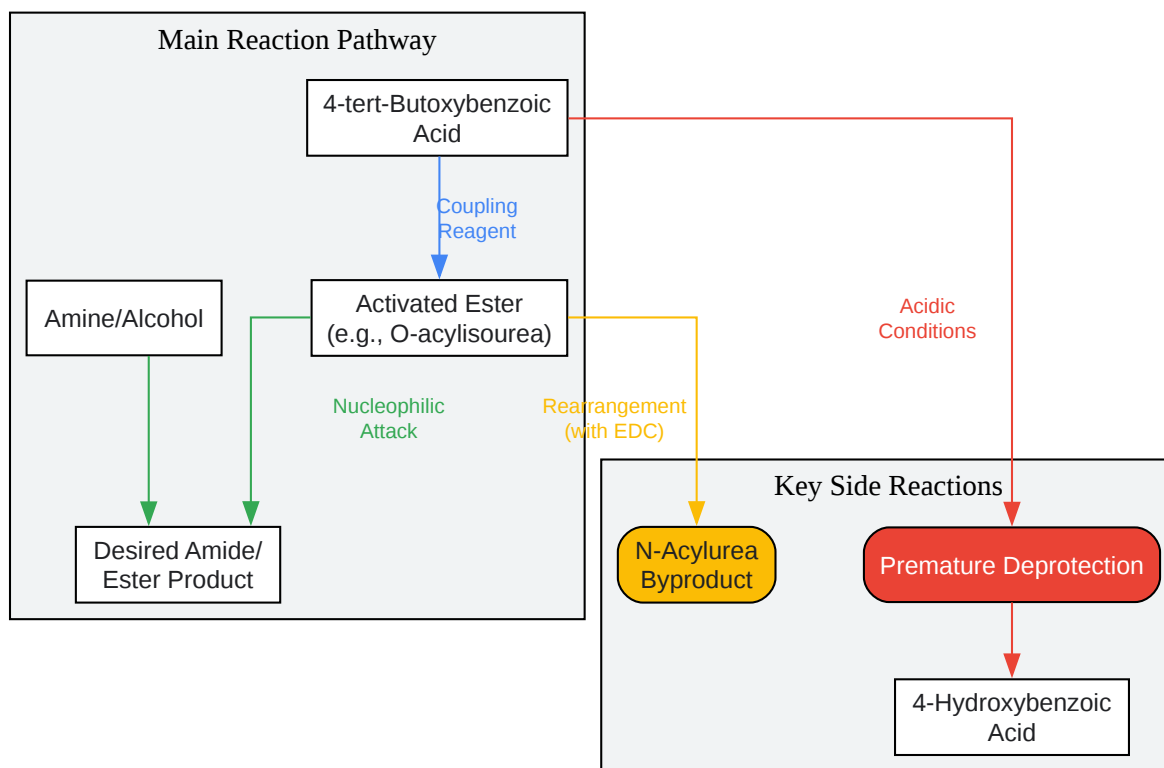 Main Reaction Pathway
4-tert-Butoxybenzoic
Acid
Coupling
Reagent
Amine/Alcohol
Activated Ester
(e.g., O-acylisourea)
Acidic
Conditions
Nucleophilic
Attack
Rearrangement
(with EDC)
Key Side Reactions
Desired Amide/
Ester Product
N-Acylurea
Byproduct
Premature Deprotection
4-Hydroxybenzoic
Acid